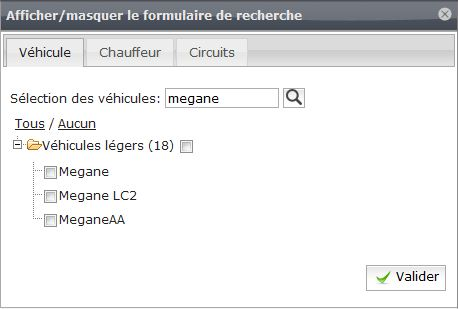 Afficher/masquer le formulaire de recherche
Véhicule Chauffeur Circuits
Sélection des véhicules: megane
Tous / Aucun
Véhicules légers (18)
Megane
Megane LC2
MeganeAA
Valider